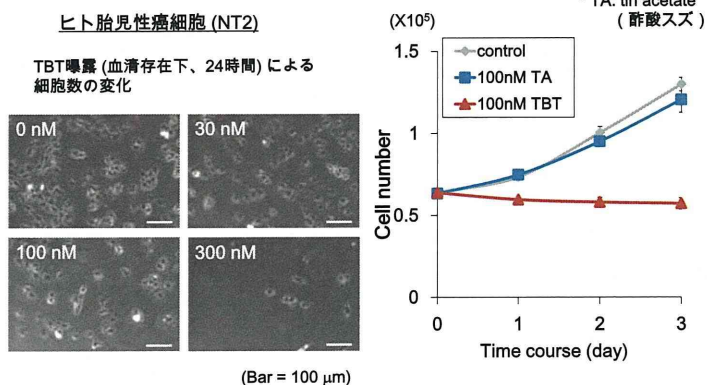 ヒト胎児性癌細胞 (NT2)
TBT曝露 (血清存在下、24時間) による
細胞数の変化
0 nM
30 nM
100 nM
300 nM
(Bar = 100 μm)
TA: tin acetate
(酢酸スズ)
(X10⁵)
control
100nM TA
100nM TBT
Cell number
1.5
1
0.5
0
0 1 2 3
Time course (day)